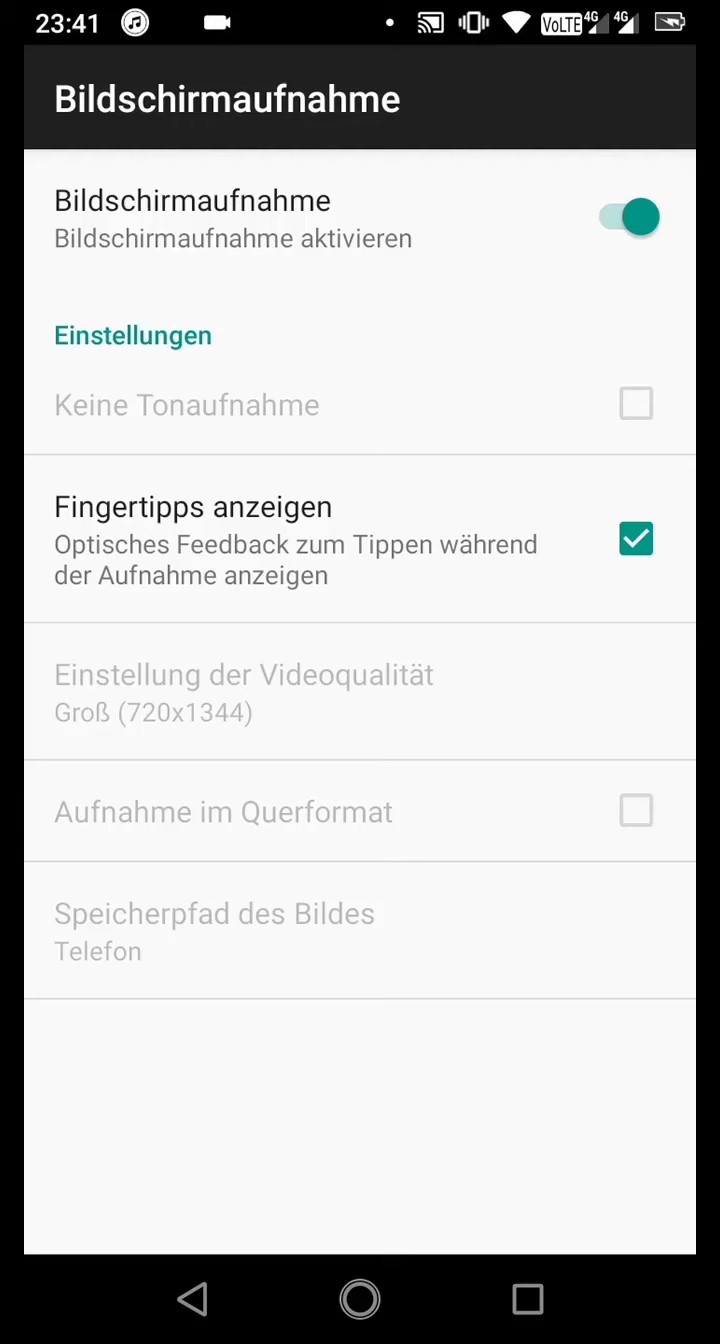 23:41
VoLTE 4G 4G
Bildschirmaufnahme
Bildschirmaufnahme
Bildschirmaufnahme aktivieren
Einstellungen
Keine Tonaufnahme
Fingertipps anzeigen
Optisches Feedback zum Tippen während
der Aufnahme anzeigen
Einstellung der Videoqualität
Groß (720x1344)
Aufnahme im Querformat
Speicherpfad des Bildes
Telefon